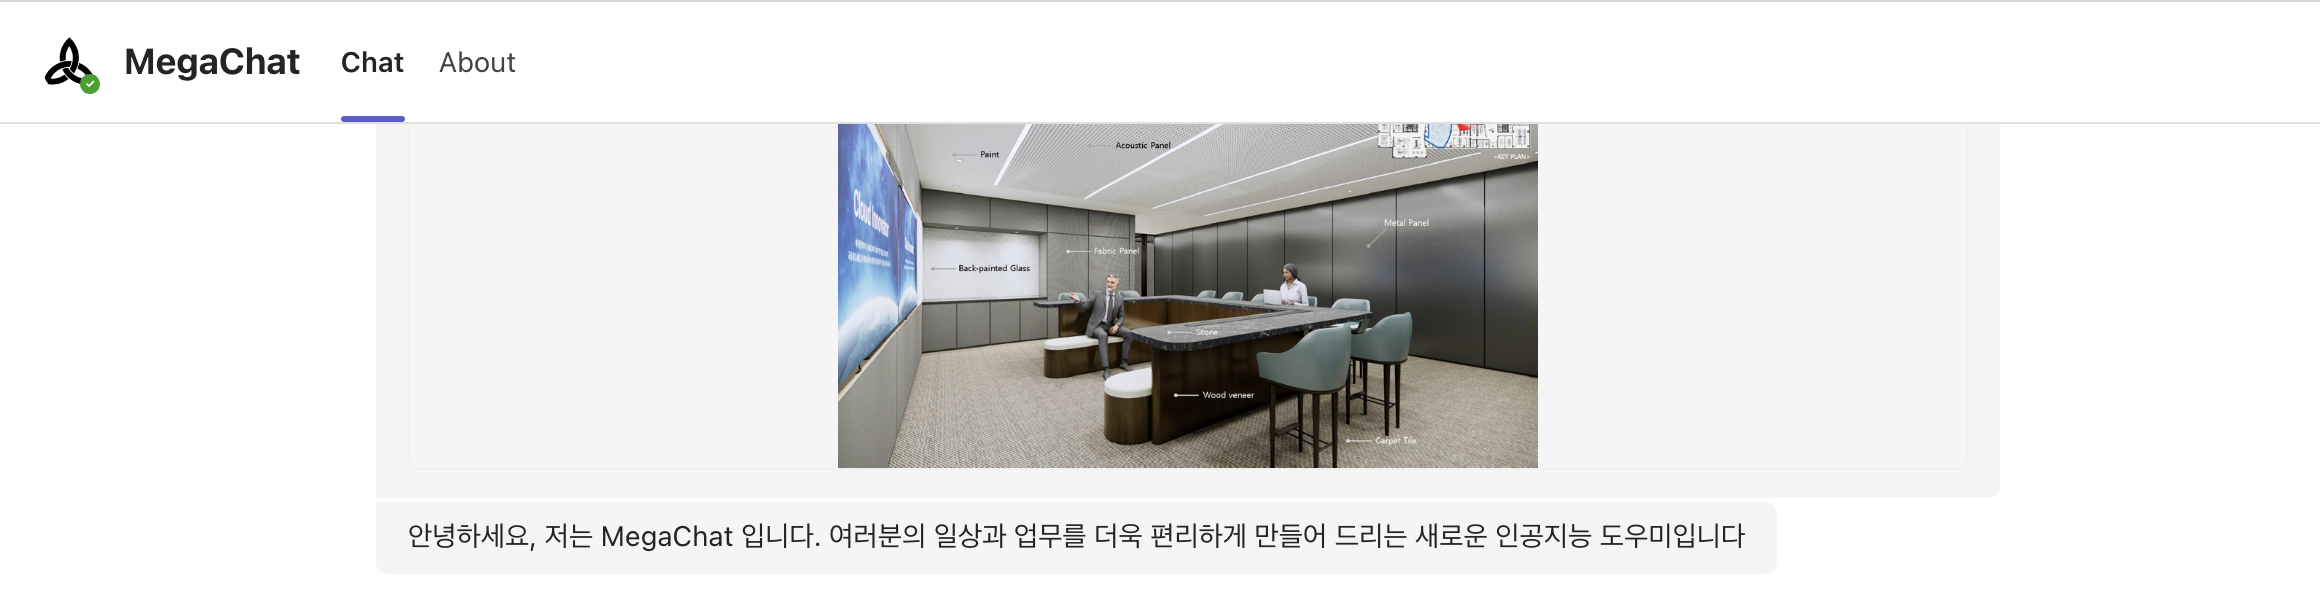 MegaChat
Chat
About
Paint
Acoustic Panel
<KEY PLAN>
Metal Panel
Cloud Innovator
Fabric Panel
Back-painted Glass
Stone
Wood veneer
Carpet Tile
안녕하세요, 저는 MegaChat 입니다. 여러분의 일상과 업무를 더욱 편리하게 만들어 드리는 새로운 인공지능 도우미입니다